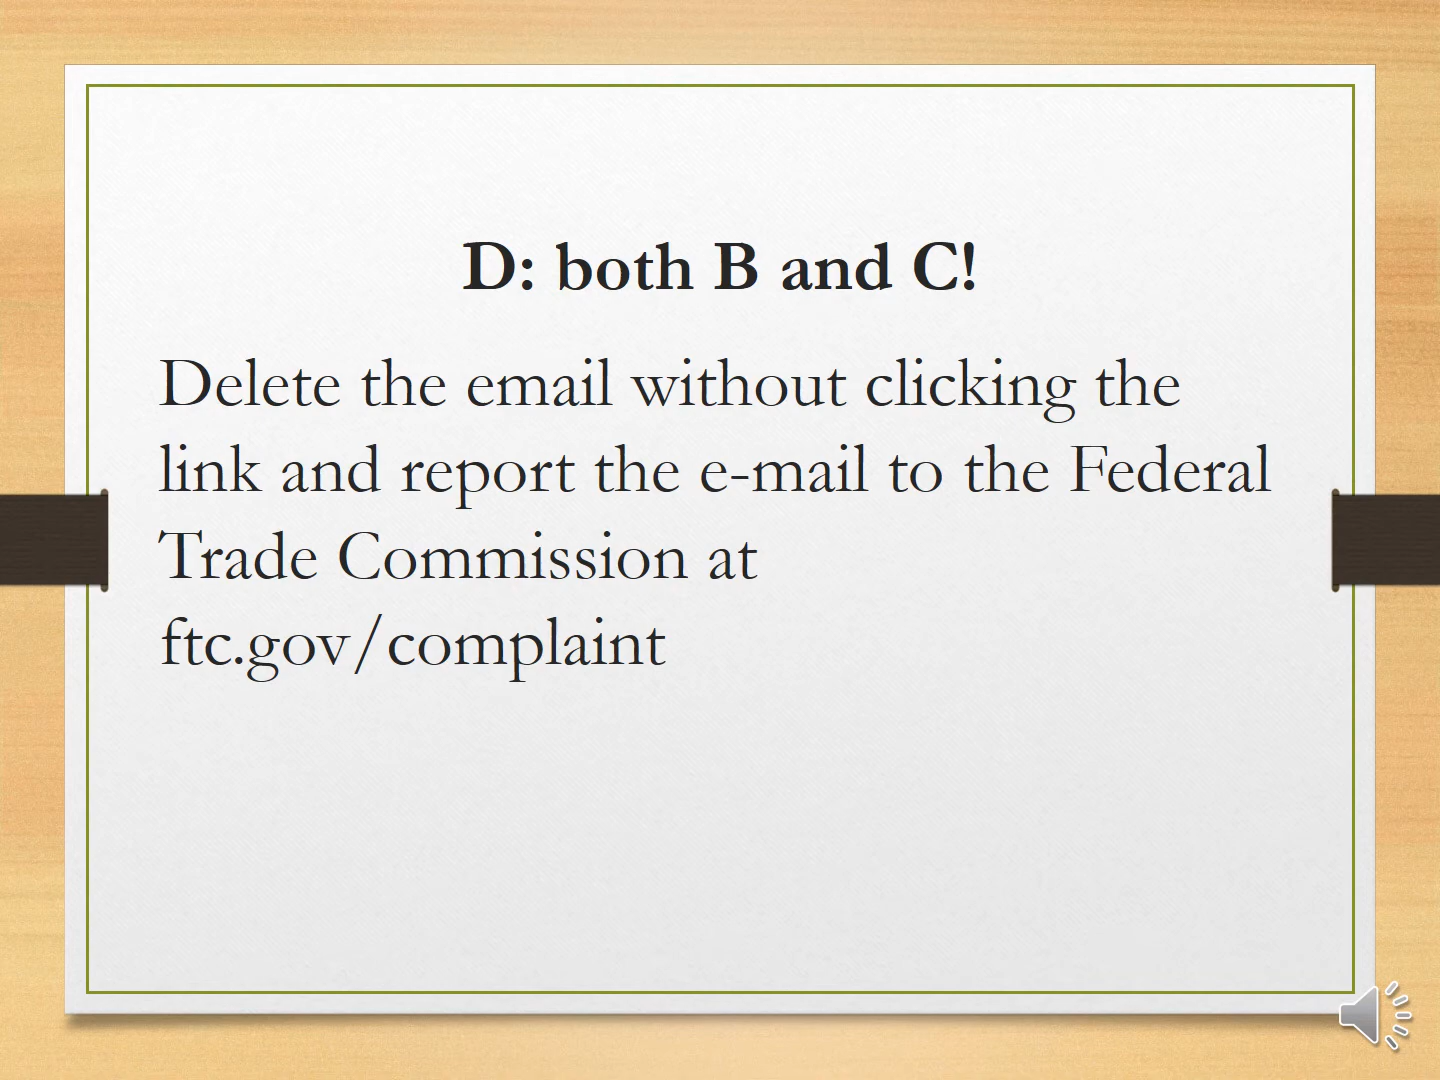 D: both B and C!
Delete the email without clicking the
link and report the e-mail to the Federal
Trade Commission at
ftc.gov/complaint